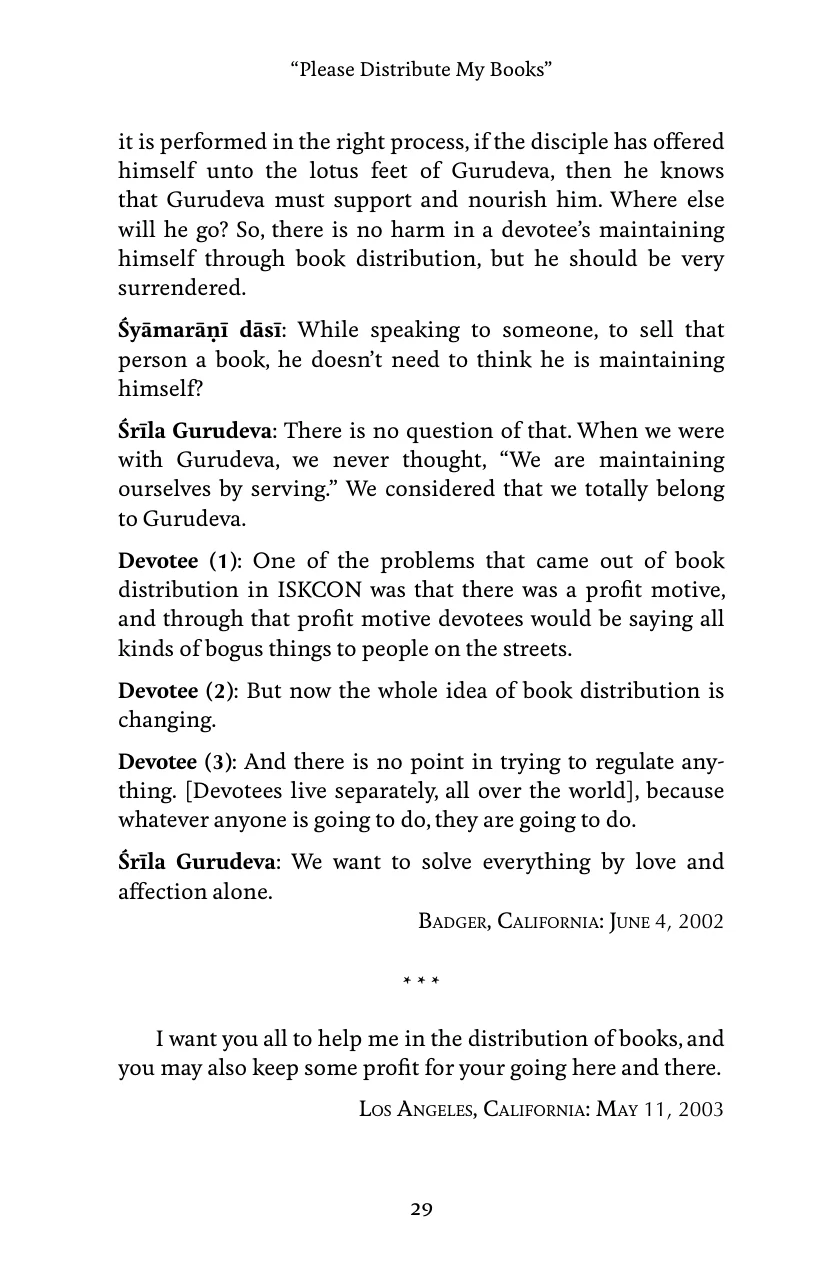 “Please Distribute My Books”
it is performed in the right process, if the disciple has offered
himself unto the lotus feet of Gurudeva, then he knows
that Gurudeva must support and nourish him. Where else
will he go? So, there is no harm in a devotee’s maintaining
himself through book distribution, but he should be very
surrendered.
Śyāmarāṇī dāsī: While speaking to someone, to sell that
person a book, he doesn’t need to think he is maintaining
himself?
Śrīla Gurudeva: There is no question of that. When we were
with Gurudeva, we never thought, “We are maintaining
ourselves by serving.” We considered that we totally belong
to Gurudeva.
Devotee (1): One of the problems that came out of book
distribution in ISKCON was that there was a profit motive,
and through that profit motive devotees would be saying all
kinds of bogus things to people on the streets.
Devotee (2): But now the whole idea of book distribution is
changing.
Devotee (3): And there is no point in trying to regulate any-
thing. [Devotees live separately, all over the world], because
whatever anyone is going to do, they are going to do.
Śrīla Gurudeva: We want to solve everything by love and
affection alone.
Badger, California: June 4, 2002
* * *
I want you all to help me in the distribution of books, and
you may also keep some profit for your going here and there.
Los Angeles, California: May 11, 2003
29